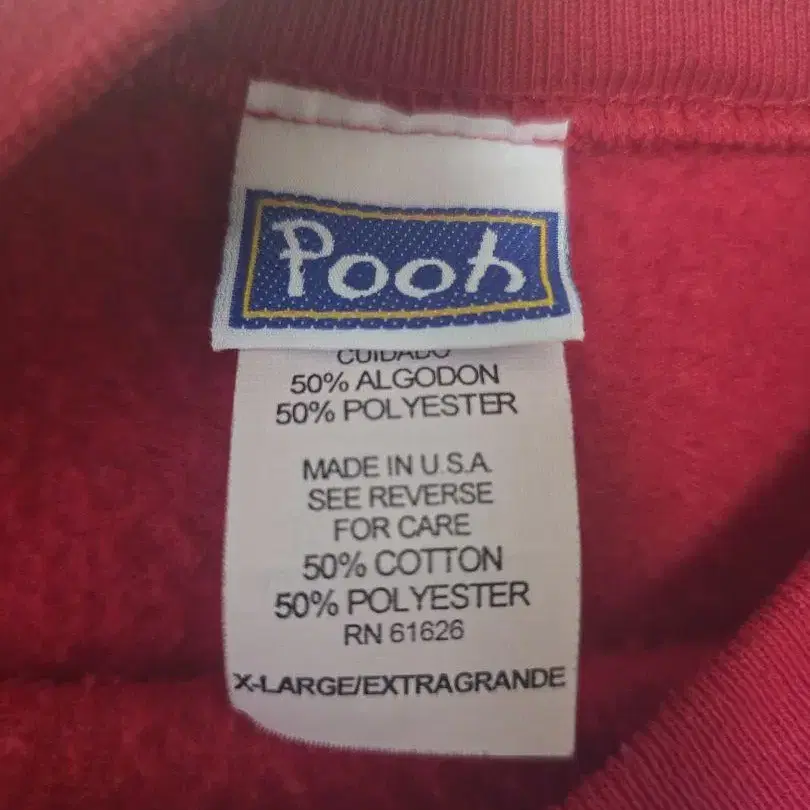 Pooh
CUIDADO
50% ALGODON
50% POLYESTER
MADE IN U.S.A.
SEE REVERSE
FOR CARE
50% COTTON
50% POLYESTER
RN 61626
X-LARGE/EXTRAGRANDE